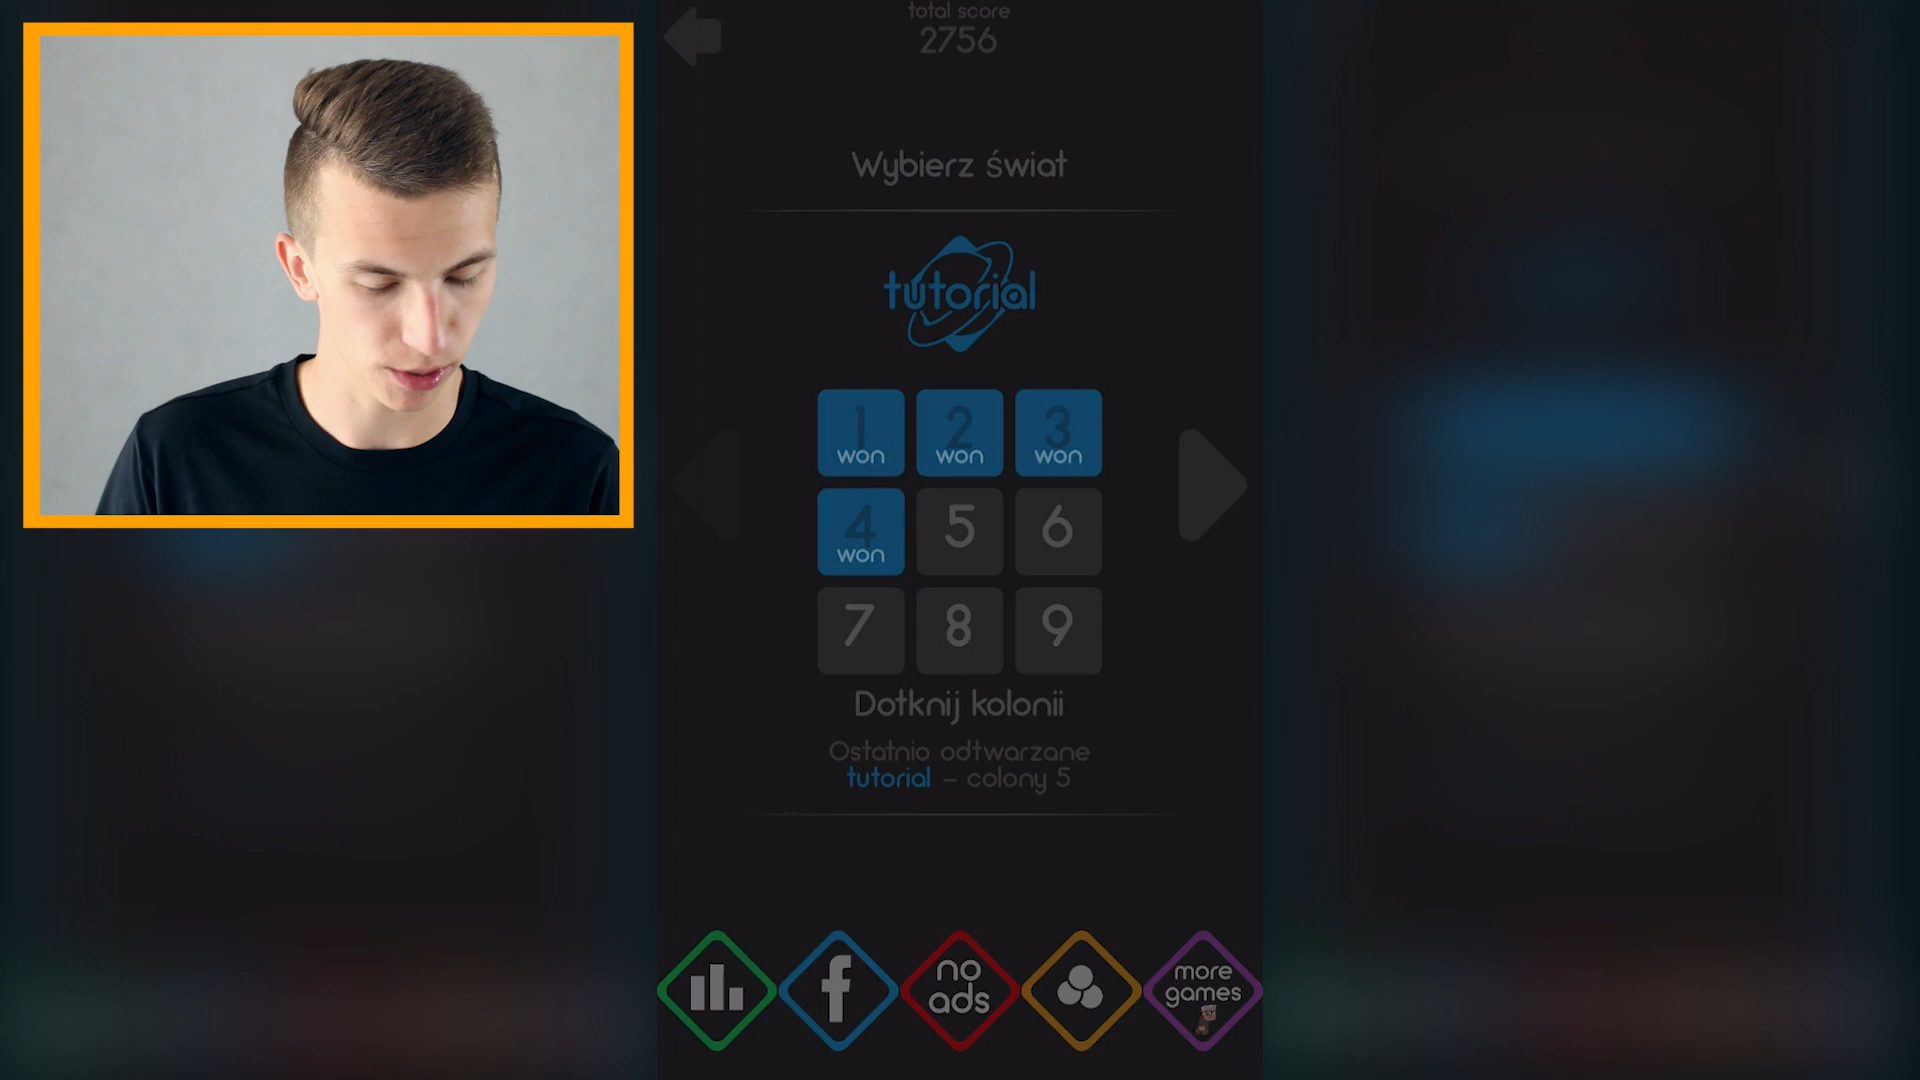 total score
2756
Wybierz świat
tutorial
1 2 3
won won won
4 5 6
won
7 8 9
Dotknij kolonii
Ostatnio odtwarzane
tutorial - colony 5
f
no
ads
more
games